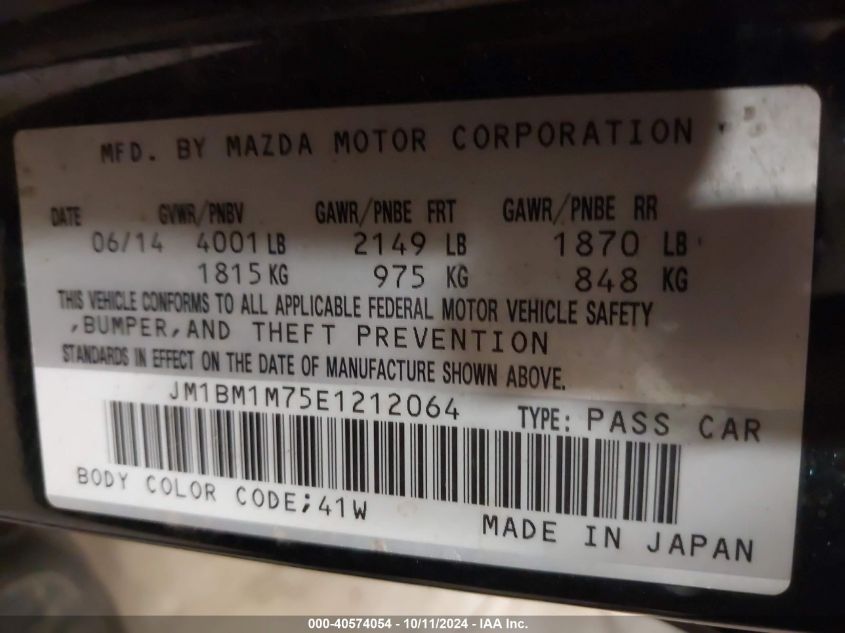 MFD. BY MAZDA MOTOR CORPORATION
DATE GVWR/PNBV GAWR/PNBE FRT GAWR/PNBE RR
06/14 4001 LB 2149 LB 1870 LB
1815 KG 975 KG 848 KG
THIS VEHICLE CONFORMS TO ALL APPLICABLE FEDERAL MOTOR VEHICLE SAFETY
,BUMPER,AND THEFT PREVENTION
STANDARDS IN EFFECT ON THE DATE OF MANUFACTURE SHOWN ABOVE.
JM1BM1M75E1212064 TYPE: PASS CAR
BODY COLOR CODE;41W
MADE IN JAPAN
000-40574054 - 10/11/2024 - IAA Inc.